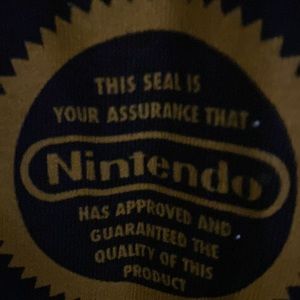 THIS SEAL IS
YOUR ASSURANCE THAT
Nintendo
HAS APPROVED AND
GUARANTEED THE
QUALITY OF THIS
PRODUCT